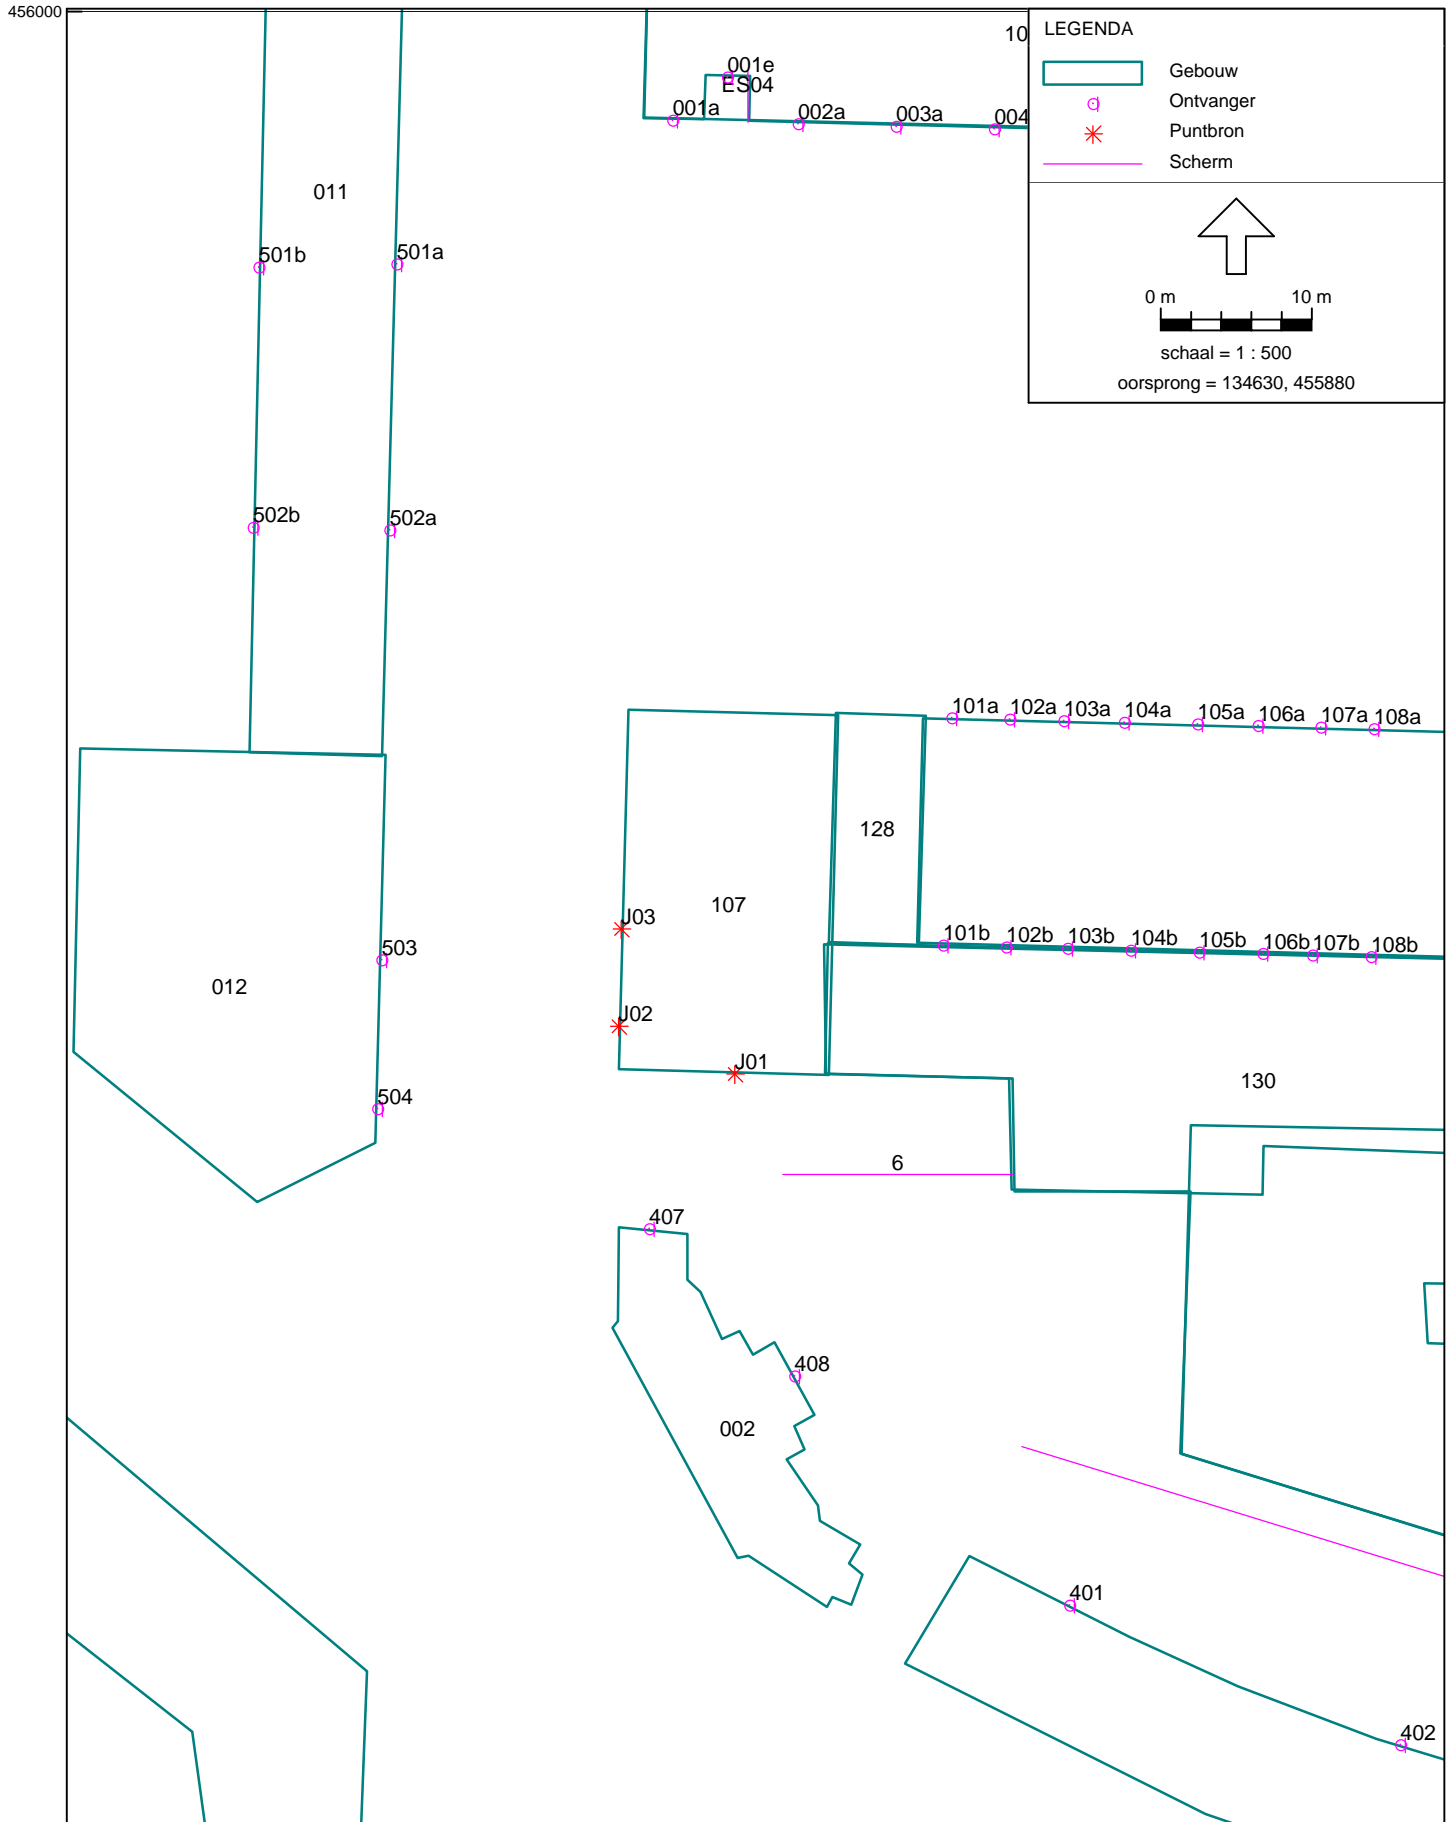 456000
10
LEGENDA
Gebouw
Ontvanger
Puntbron
Scherm
0 m 10 m
schaal = 1 : 500
oorsprong = 134630, 455880
001e
ES04
001a
002a
003a
004
011
501b
501a
502b
502a
101a
102a
103a
104a
105a
106a
107a
108a
128
107
J03
101b
102b
103b
104b
105b
106b
107b
108b
503
012
J02
J01
130
504
6
407
408
002
401
402